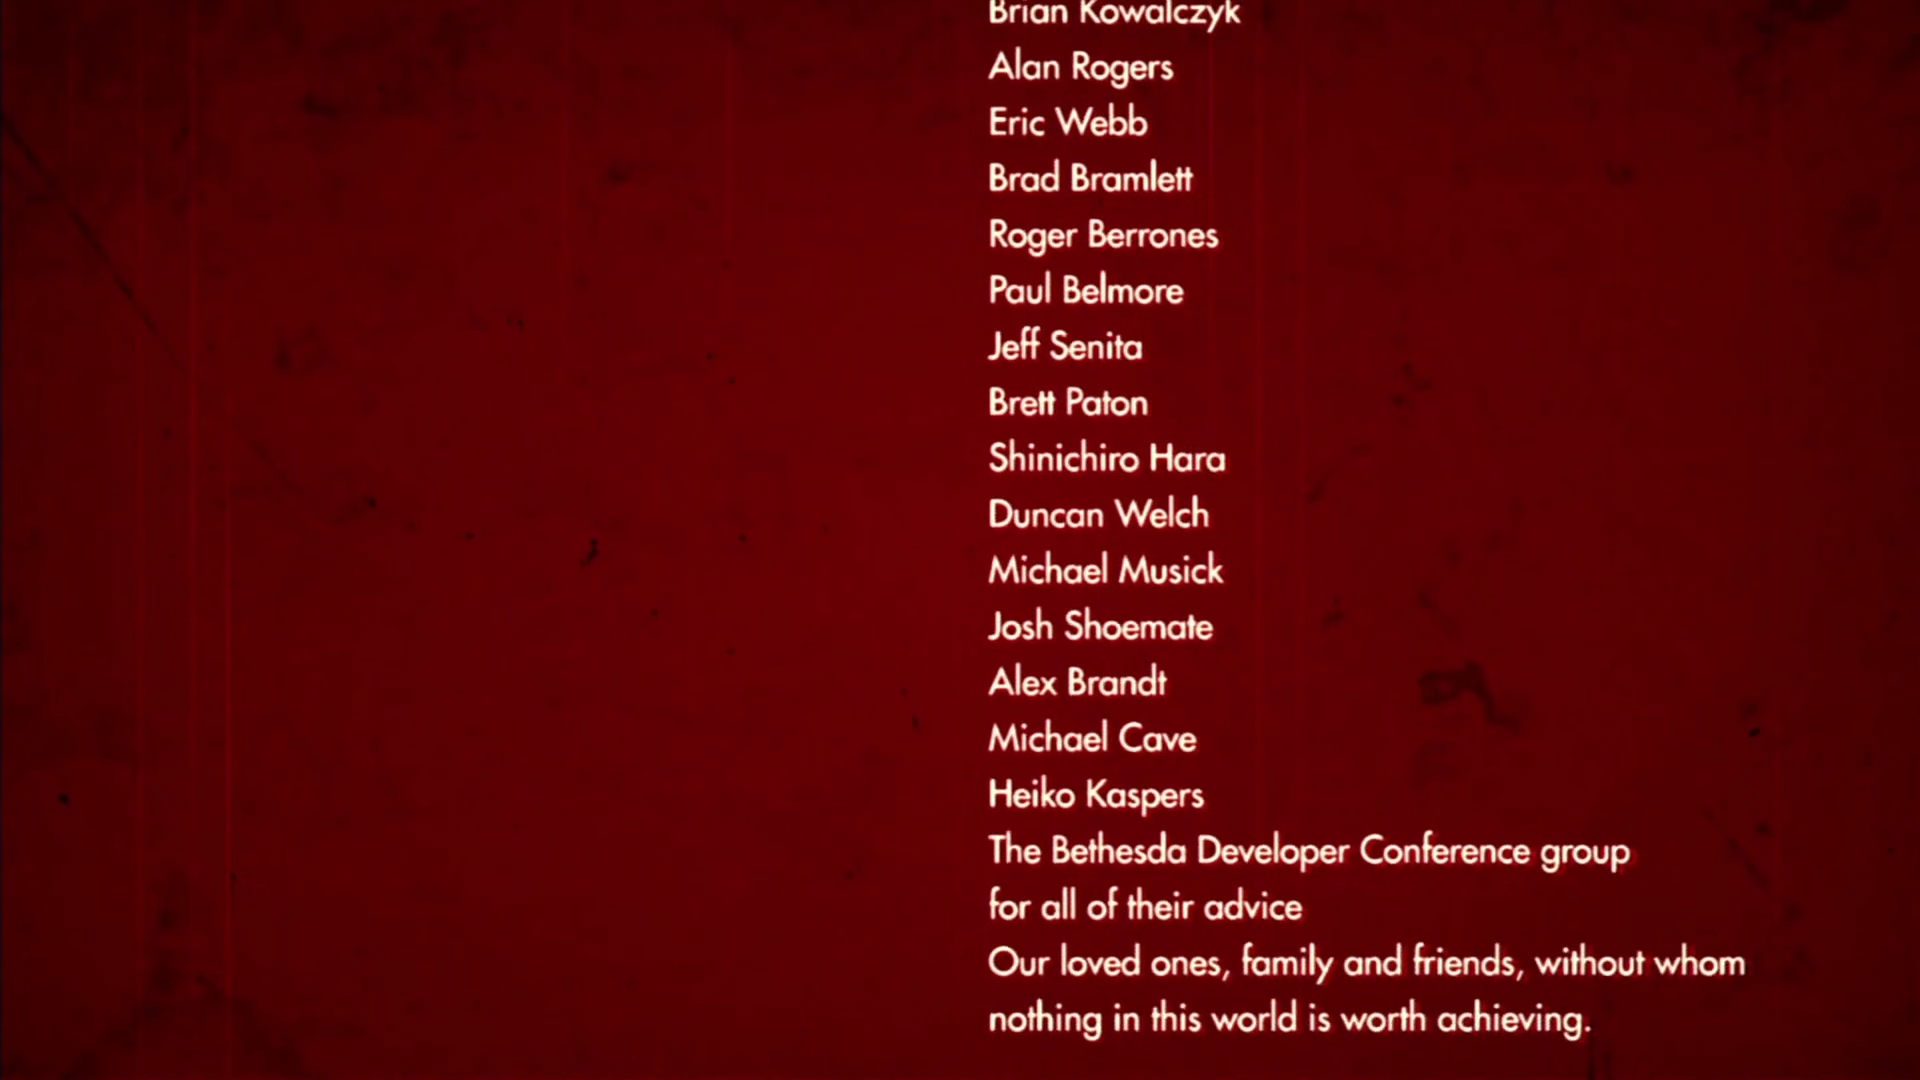 Brian Kowalczyk
Alan Rogers
Eric Webb
Brad Bramlett
Roger Berrones
Paul Belmore
Jeff Senita
Brett Paton
Shinichiro Hara
Duncan Welch
Michael Musick
Josh Shoemate
Alex Brandt
Michael Cave
Heiko Kaspers
The Bethesda Developer Conference group
for all of their advice
Our loved ones, family and friends, without whom
nothing in this world is worth achieving.